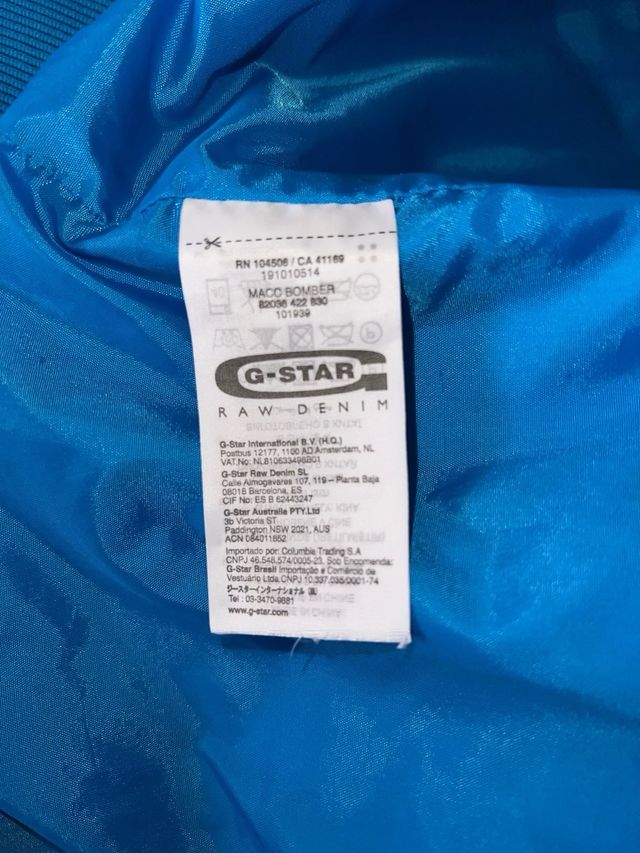 RN 104506 / CA 41169
191010514
MACC BOMBER
82036 422 830
101939
G-STAR
RAW DENIM
G-Star International B.V. (H.Q.)
Postbus 12177, 1100 AD Amsterdam, NL
VAT.No: NL810633498B01
G-Star Raw Denim SL
Calle Almogavares 107, 119 – Planta Baja
08018 Barcelona, ES
CIF No: ES B 62443247
G-Star Australia PTY.Ltd
3b Victoria ST
Paddington NSW 2021, AUS
ACN 084011852
Importado por: Columbia Trading S.A
CNPJ 46.548.574/0005-23. Sob Encomenda:
G-Star Brasil Importação e Comércio de
Vestuário Ltda.CNPJ 10.337.035/0001-74
ジースターインターナショナル (株)
Tel : 03-3470-9881
www.g-star.com